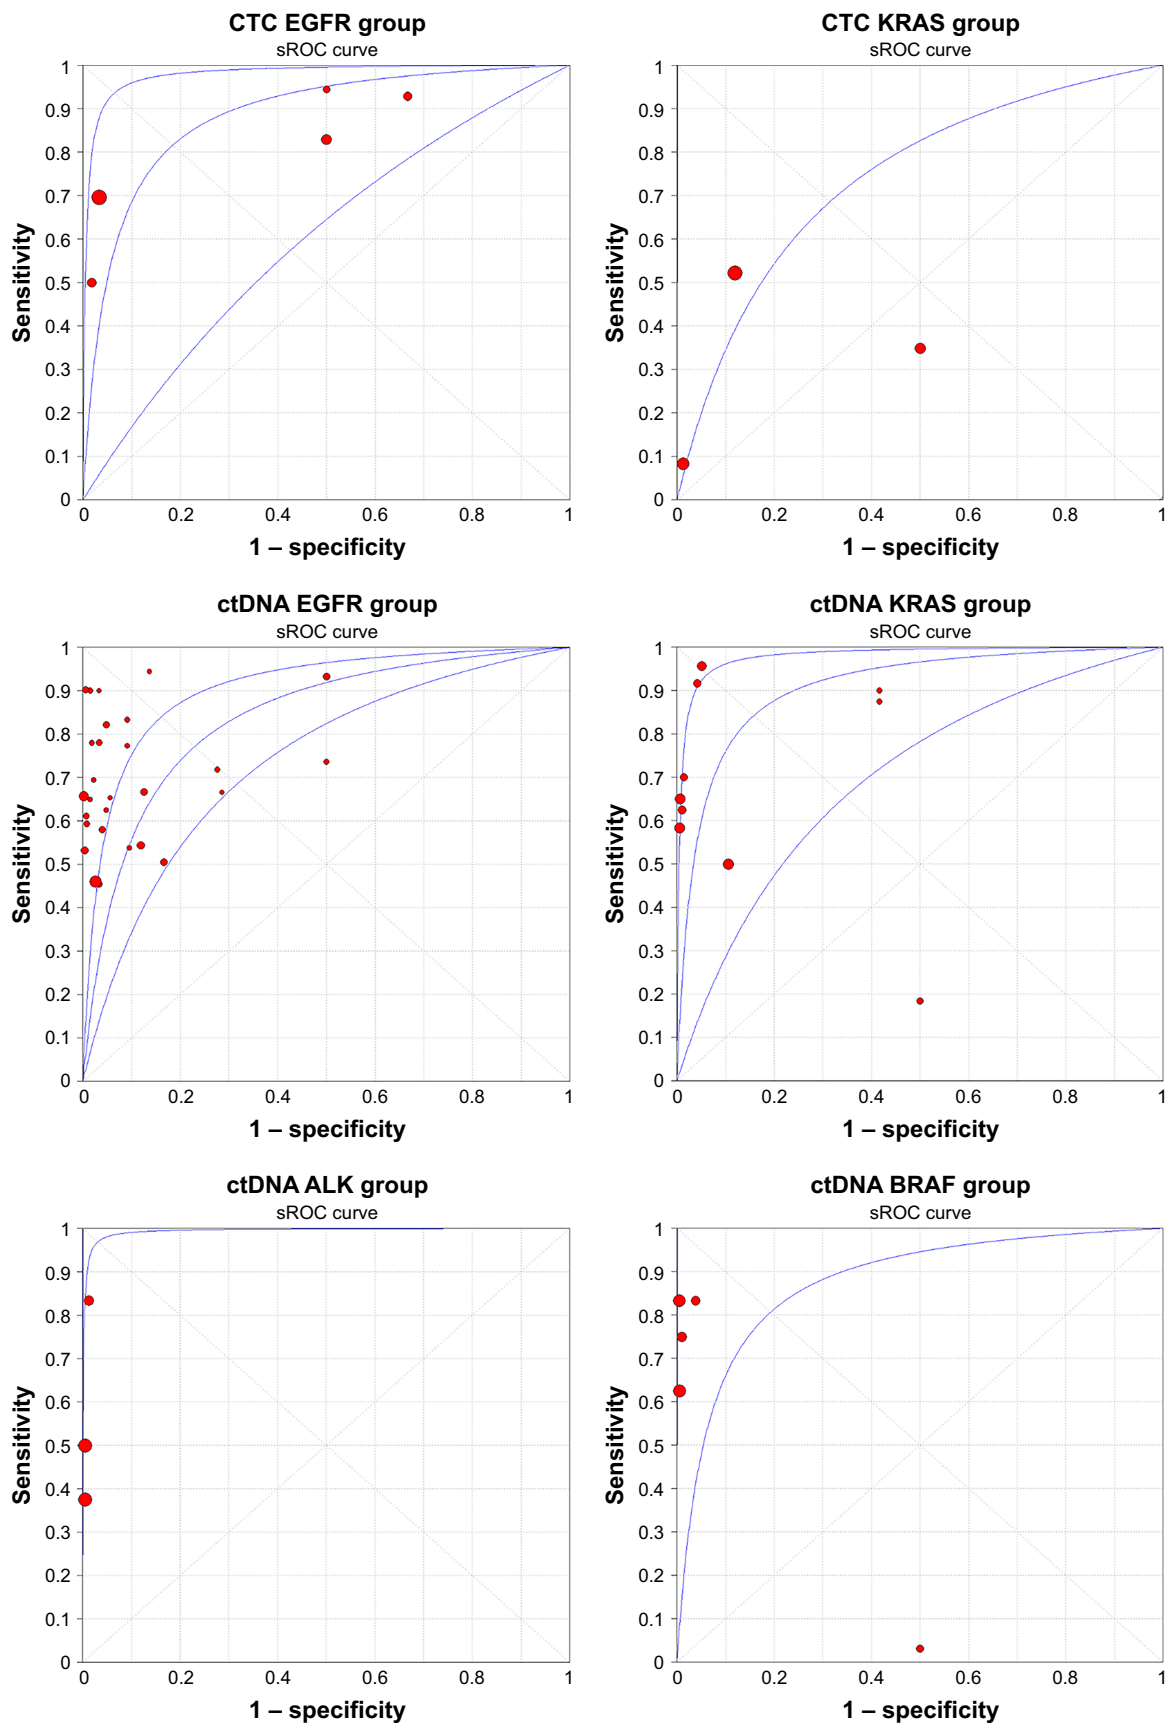 CTC EGFR group
sROC curve
1
0.9
0.8
0.7
0.6
0.5
0.4
0.3
0.2
0.1
0
Sensitivity
0 0.2 0.4 0.6 0.8 1
1 – specificity
CTC KRAS group
sROC curve
1
0.9
0.8
0.7
0.6
0.5
0.4
0.3
0.2
0.1
0
Sensitivity
0 0.2 0.4 0.6 0.8 1
1 – specificity
ctDNA EGFR group
sROC curve
1
0.9
0.8
0.7
0.6
0.5
0.4
0.3
0.2
0.1
0
Sensitivity
0 0.2 0.4 0.6 0.8 1
1 – specificity
ctDNA KRAS group
sROC curve
1
0.9
0.8
0.7
0.6
0.5
0.4
0.3
0.2
0.1
0
Sensitivity
0 0.2 0.4 0.6 0.8 1
1 – specificity
ctDNA ALK group
sROC curve
1
0.9
0.8
0.7
0.6
0.5
0.4
0.3
0.2
0.1
0
Sensitivity
0 0.2 0.4 0.6 0.8 1
1 – specificity
ctDNA BRAF group
sROC curve
1
0.9
0.8
0.7
0.6
0.5
0.4
0.3
0.2
0.1
0
Sensitivity
0 0.2 0.4 0.6 0.8 1
1 – specificity